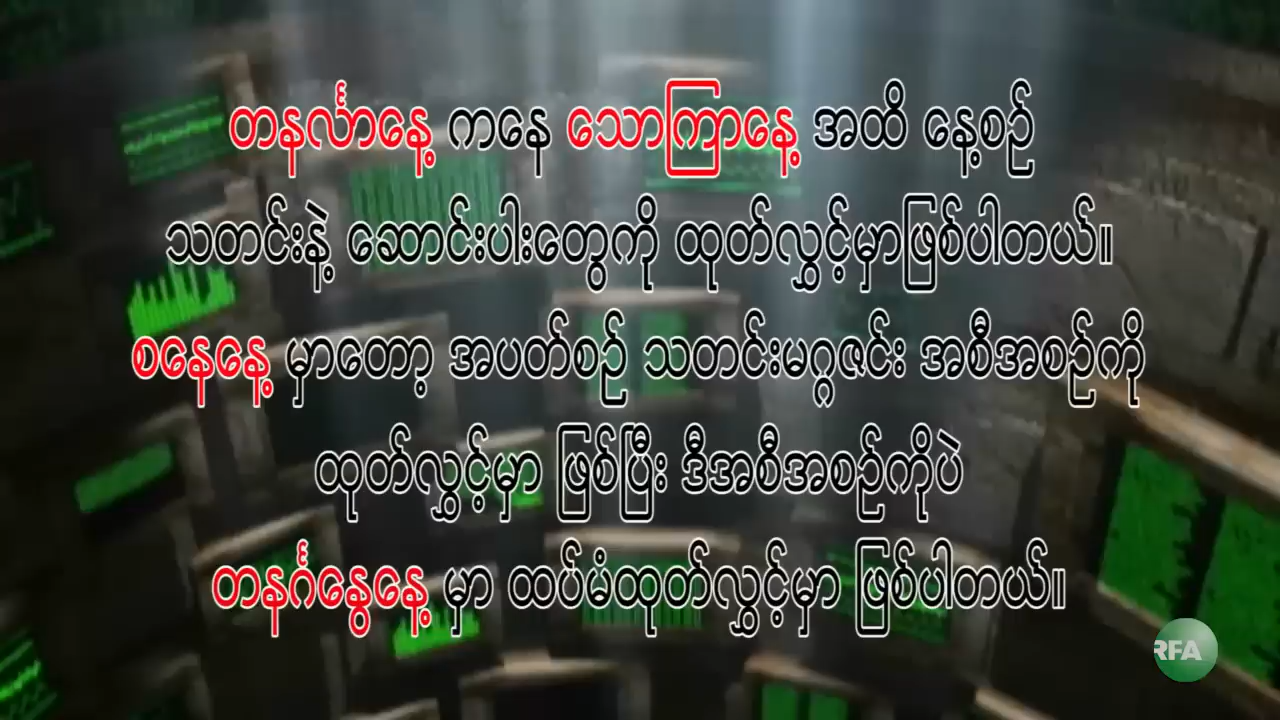 တနင်္လာနေ့ ကနေ သောကြာနေ့ အထိ နေ့စဉ်
သတင်းနဲ့ ဆောင်းပါးတွေကို ထုတ်လွှင့်မှာဖြစ်ပါတယ်။
စနေနေ့ မှာတော့ အပတ်စဉ် သတင်းမဂ္ဂဇင်း အစီအစဉ်ကို
ထုတ်လွှင့်မှာ ဖြစ်ပြီး ဒီအစီအစဉ်ကိုပဲ
တနင်္ဂနွေနေ့ မှာ ထပ်မံထုတ်လွှင့်မှာ ဖြစ်ပါတယ်။
RFA